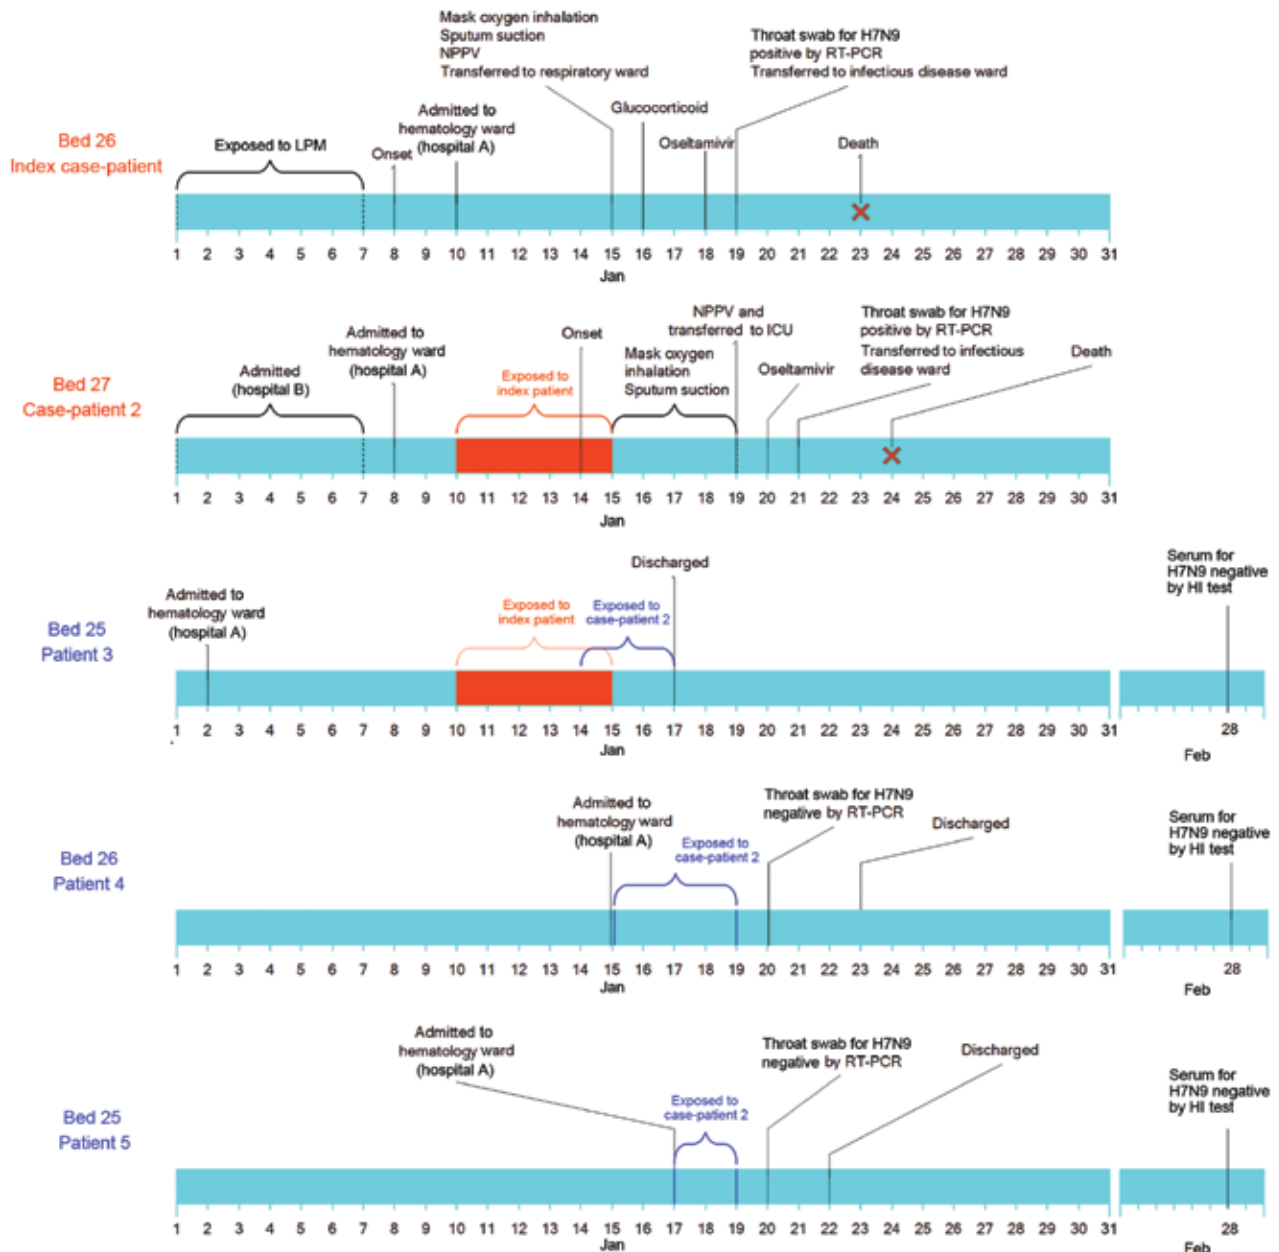 Mask oxygen inhalation
Sputum suction
NPPV
Transferred to respiratory ward
Throat swab for H7N9
positive by RT-PCR
Transferred to infectious disease ward
Glucocorticoid
Admitted to
hematology ward
(hospital A)
Bed 26
Index case-patient
Exposed to LPM
Onset
Oseltamivir
Death
1 2 3 4 5 6 7 8 9 10 11 12 13 14 15 16 17 18 19 20 21 22 23 24 25 26 27 28 29 30 31
Jan
NPPV and
transferred to ICU
Throat swab for H7N9
positive by RT-PCR
Transferred to infectious
disease ward
Death
Onset
Admitted to
hematology ward
(hospital A)
Mask oxygen
inhalation
Sputum suction
Oseltamivir
Bed 27
Case-patient 2
Admitted
(hospital B)
Exposed to
index patient
1 2 3 4 5 6 7 8 9 10 11 12 13 14 15 16 17 18 19 20 21 22 23 24 25 26 27 28 29 30 31
Jan
Discharged
Serum for
H7N9 negative
by HI test
Admitted to
hematology ward
(hospital A)
Exposed to
index patient
Exposed to
case-patient 2
Bed 25
Patient 3
1 2 3 4 5 6 7 8 9 10 11 12 13 14 15 16 17 18 19 20 21 22 23 24 25 26 27 28 29 30 31
Jan
28
Feb
Admitted to
hematology ward
(hospital A)
Throat swab for H7N9
negative by RT-PCR
Discharged
Serum for
H7N9 negative
by HI test
Exposed to
case-patient 2
Bed 26
Patient 4
1 2 3 4 5 6 7 8 9 10 11 12 13 14 15 16 17 18 19 20 21 22 23 24 25 26 27 28 29 30 31
Jan
28
Feb
Admitted to
hematology ward
(hospital A)
Throat swab for H7N9
negative by RT-PCR
Discharged
Serum for
H7N9 negative
by HI test
Exposed to
case-patient 2
Bed 25
Patient 5
1 2 3 4 5 6 7 8 9 10 11 12 13 14 15 16 17 18 19 20 21 22 23 24 25 26 27 28 29 30 31
Jan
28
Feb